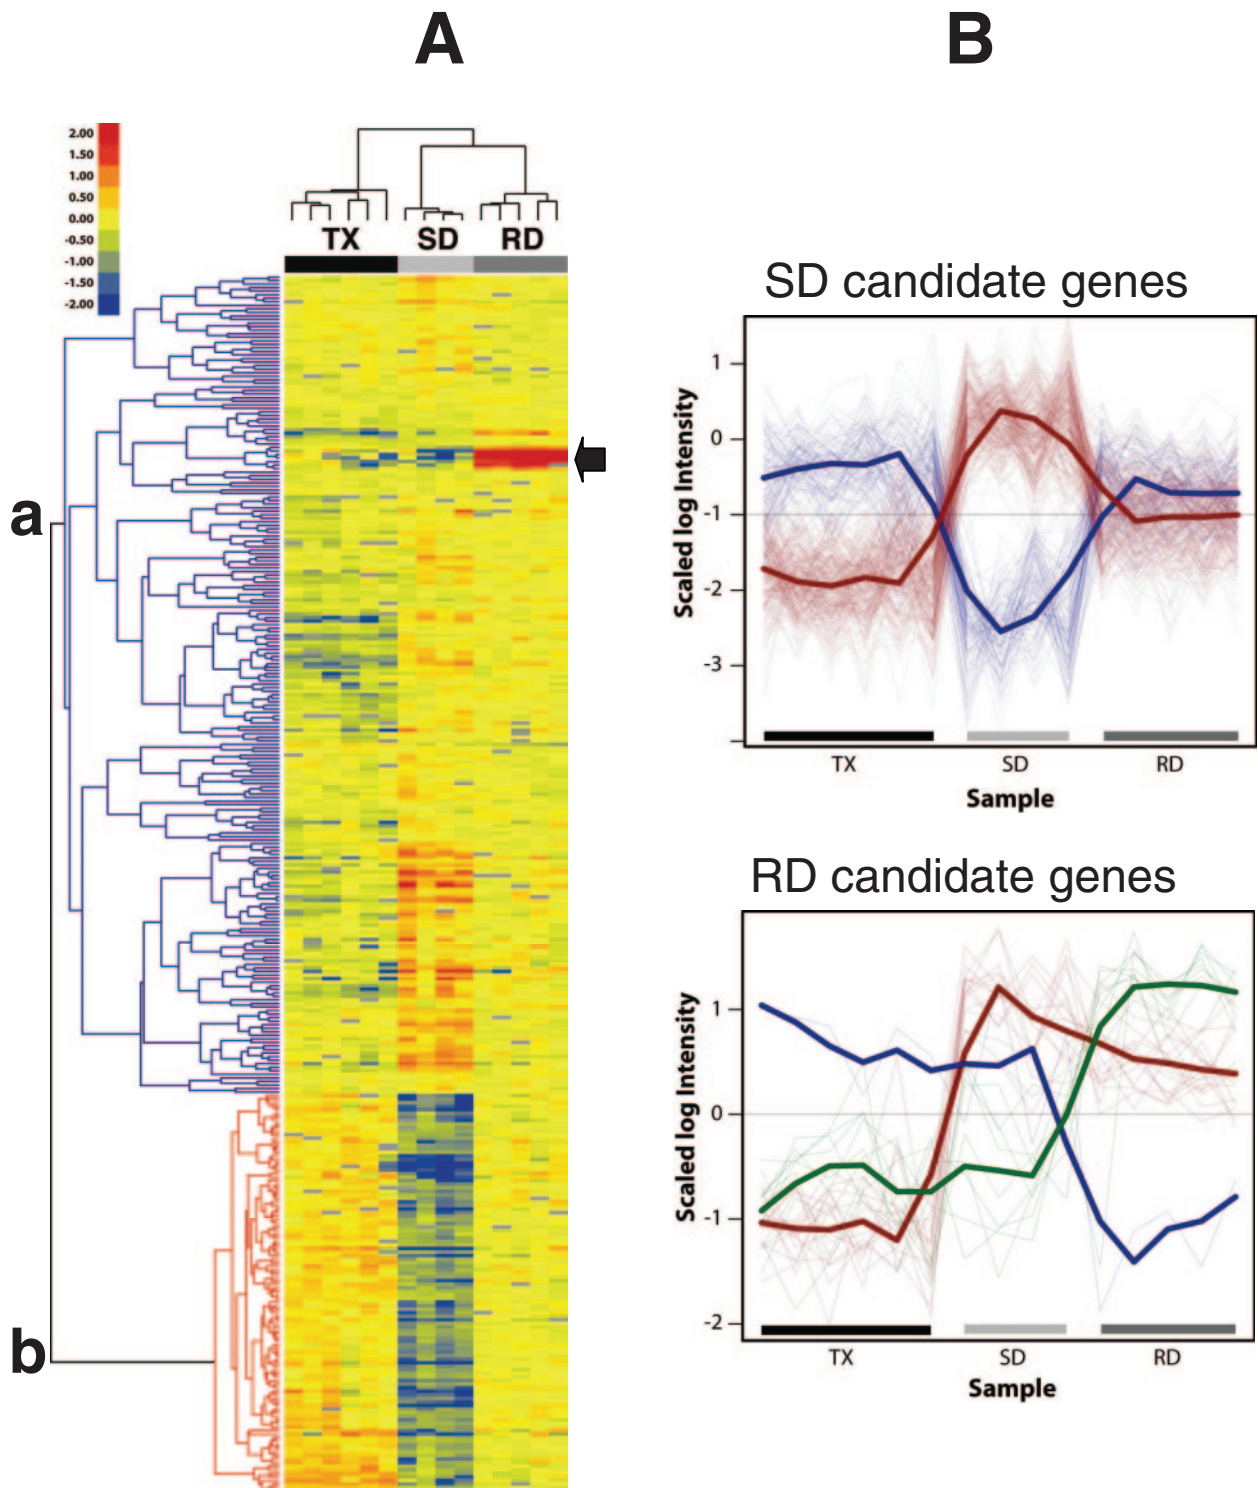 A
B
2.00
1.50
1.00
0.50
0.00
-0.50
-1.00
-1.50
-2.00
TX SD RD
a
b
SD candidate genes
Scaled log Intensity
1
0
-1
-2
-3
TX SD RD
Sample
RD candidate genes
Scaled log Intensity
1
0
-1
-2
TX SD RD
Sample